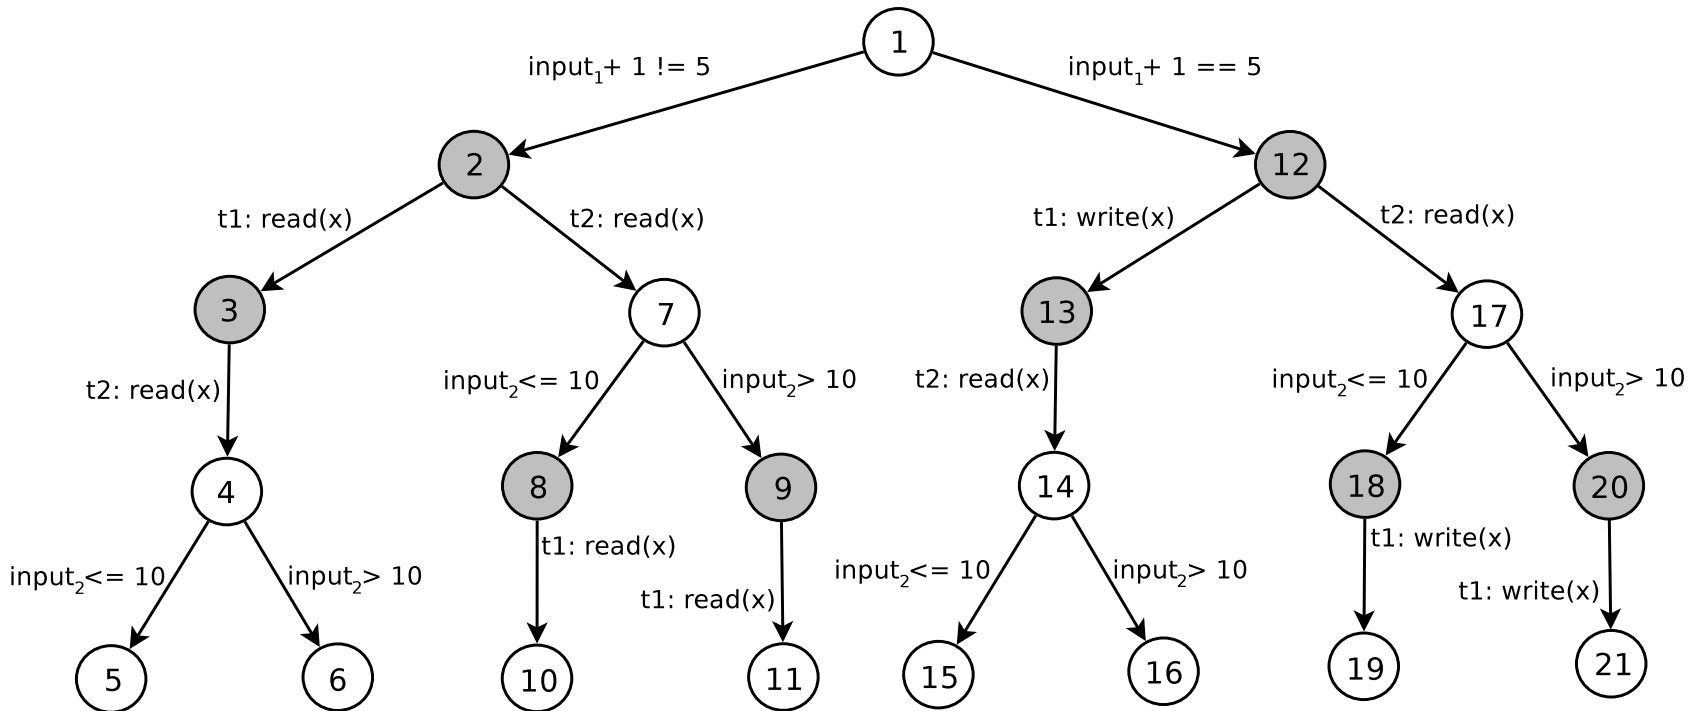 1
input₁+ 1 != 5
input₁+ 1 == 5
2
12
t1: read(x)
t2: read(x)
t1: write(x)
t2: read(x)
3
7
13
17
t2: read(x)
input₂<= 10
input₂> 10
t2: read(x)
input₂<= 10
input₂> 10
4
8
9
14
18
20
t1: read(x)
t1: write(x)
input₂<= 10
input₂> 10
t1: read(x)
input₂<= 10
input₂> 10
t1: write(x)
5
6
10
11
15
16
19
21